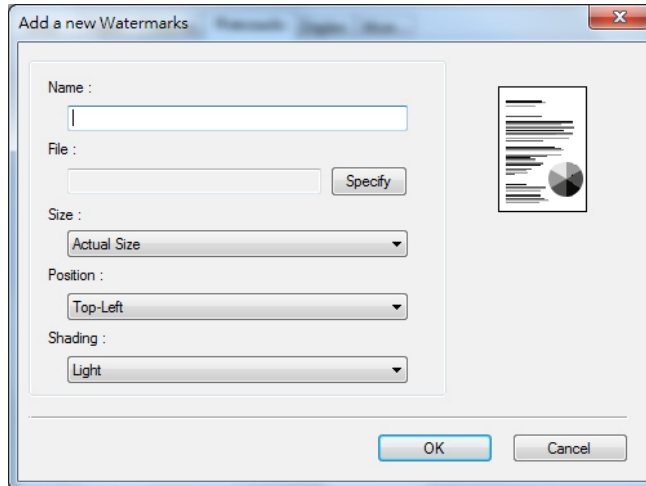 Add a new Watermarks
Name :
File :
Specify
Size :
Actual Size
Position :
Top-Left
Shading :
Light
OK
Cancel